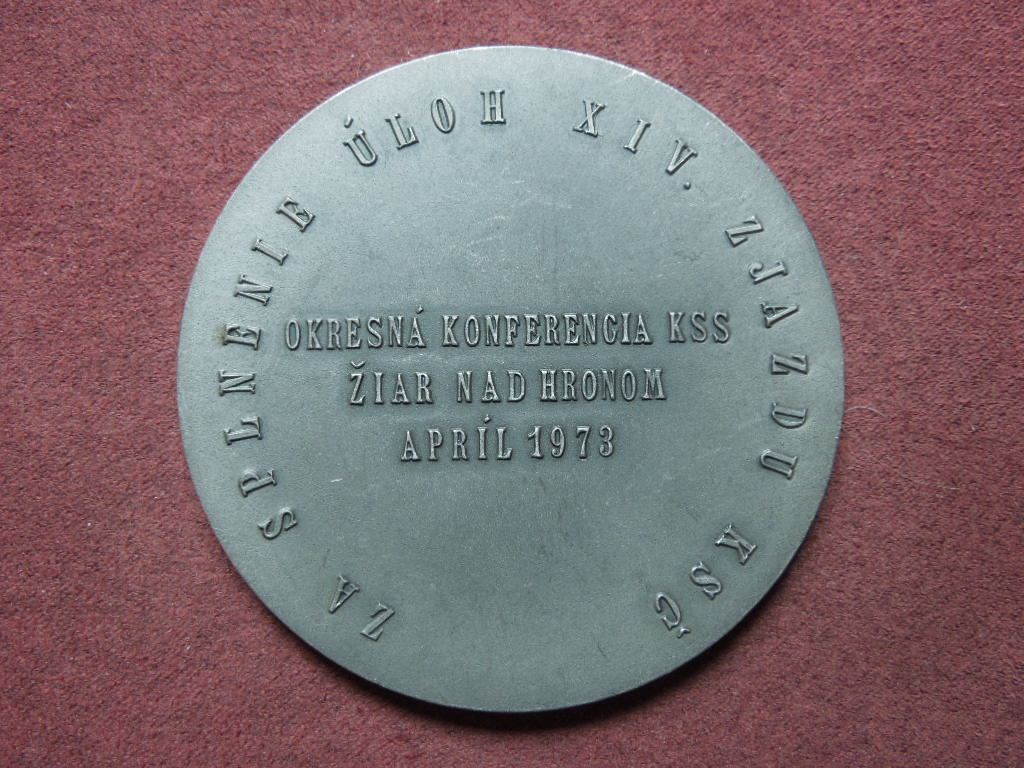 ZA SPLNENIE ÚLOH XIV. ZJAZDU KSČ
OKRESNÁ KONFERENCIA KSS
ŽIAR NAD HRONOM
APRÍL 1973